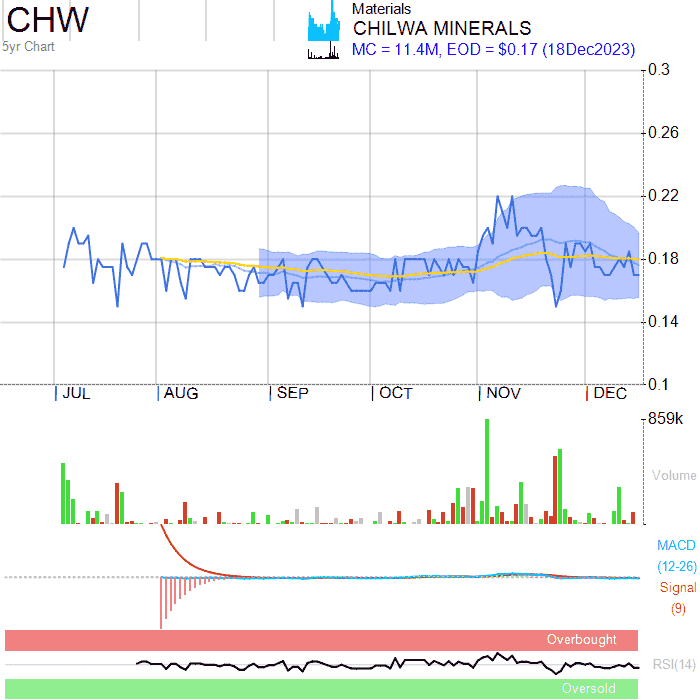 CHW
5yr Chart
Materials
CHILWA MINERALS
MC = 11.4M, EOD = $0.17 (18Dec2023)
0.3
0.26
0.22
0.18
0.14
0.1
JUL AUG SEP OCT NOV DEC
859k
Volume
MACD
(12-26)
Signal
(9)
Overbought
RSI(14)
Oversold